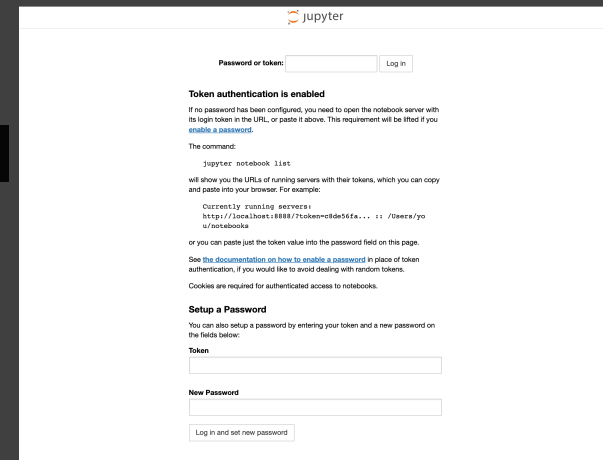 jupyter
Password or token: Log in
Token authentication is enabled
If no password has been configured, you need to open the notebook server with
its login token in the URL, or paste it above. This requirement will be lifted if you
enable a password.
The command:
jupyter notebook list
will show you the URLs of running servers with their tokens, which you can copy
and paste into your browser. For example:
Currently running servers:
http://localhost:8888/?token=c8de56fa... :: /Users/yo
u/notebooks
or you can paste just the token value into the password field on this page.
See the documentation on how to enable a password in place of token
authentication, if you would like to avoid dealing with random tokens.
Cookies are required for authenticated access to notebooks.
Setup a Password
You can also setup a password by entering your token and a new password on
the fields below:
Token
New Password
Log in and set new password